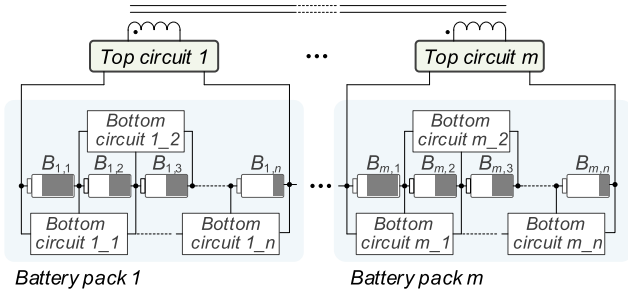 Top circuit 1
•••
Top circuit m
Bottom
circuit 1_2
Bottom
circuit m_2
B1,1
B1,2
B1,3
B1,n
•••
Bm,1
Bm,2
Bm,3
Bm,n
Bottom
circuit 1_1
Bottom
circuit 1_n
Bottom
circuit m_1
Bottom
circuit m_n
Battery pack 1
Battery pack m